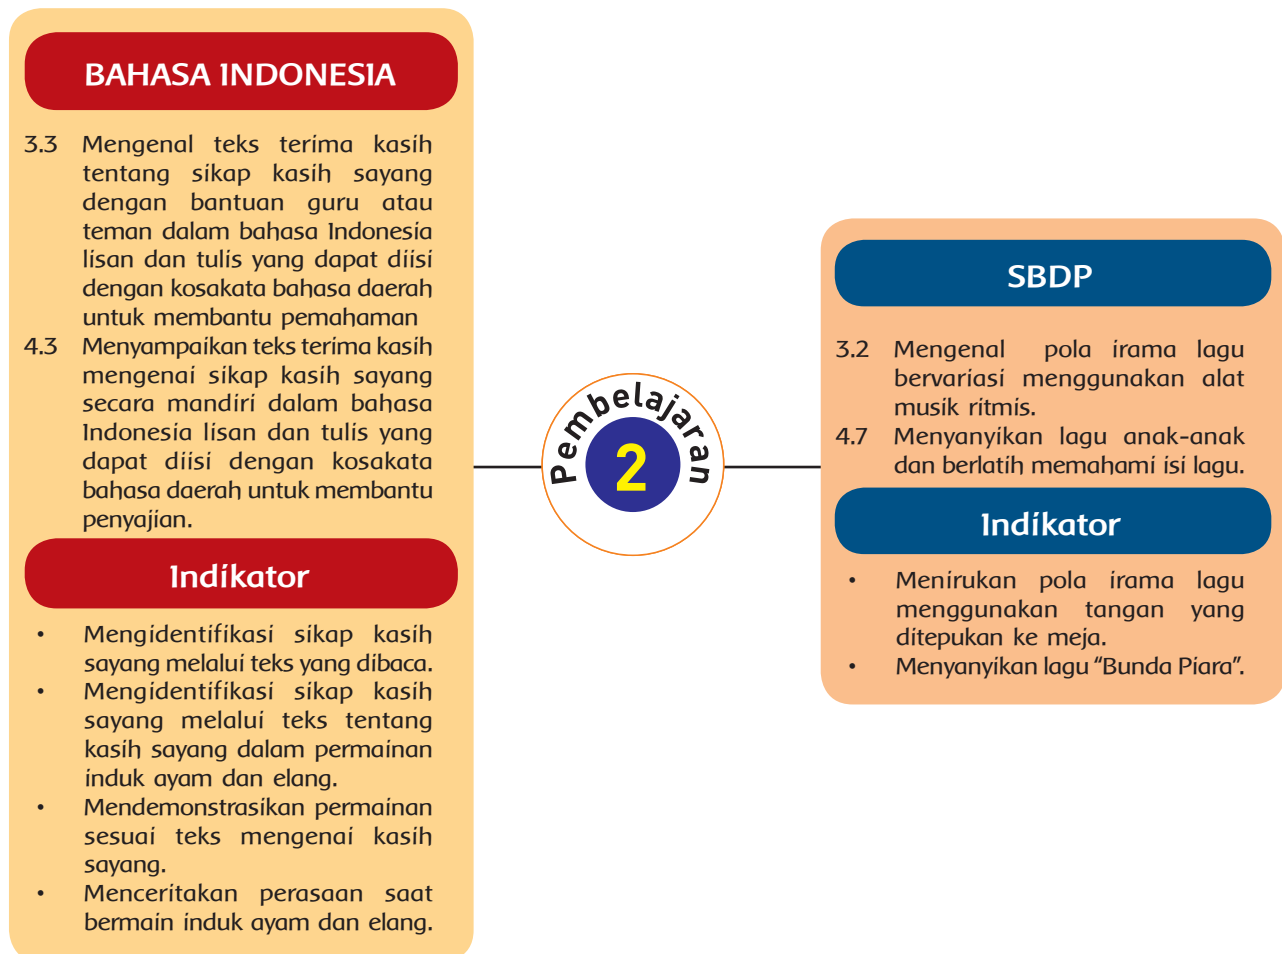 BAHASA INDONESIA
3.3 Mengenal teks terima kasih
tentang sikap kasih sayang
dengan bantuan guru atau
teman dalam bahasa Indonesia
lisan dan tulis yang dapat diisi
dengan kosakata bahasa daerah
untuk membantu pemahaman
4.3 Menyampaikan teks terima kasih
mengenai sikap kasih sayang
secara mandiri dalam bahasa
Indonesia lisan dan tulis yang
dapat diisi dengan kosakata
bahasa daerah untuk membantu
penyajian.
Indikator
• Mengidentifikasi sikap kasih
sayang melalui teks yang dibaca.
• Mengidentifikasi sikap kasih
sayang melalui teks tentang
kasih sayang dalam permainan
induk ayam dan elang.
• Mendemonstrasikan permainan
sesuai teks mengenai kasih
sayang.
• Menceritakan perasaan saat
bermain induk ayam dan elang.
Pembelajaran
2
SBDP
3.2 Mengenal pola irama lagu
bervariasi menggunakan alat
musik ritmis.
4.7 Menyanyikan lagu anak-anak
dan berlatih memahami isi lagu.
Indikator
• Menirukan pola irama lagu
menggunakan tangan yang
ditepukan ke meja.
• Menyanyikan lagu “Bunda Piara”.